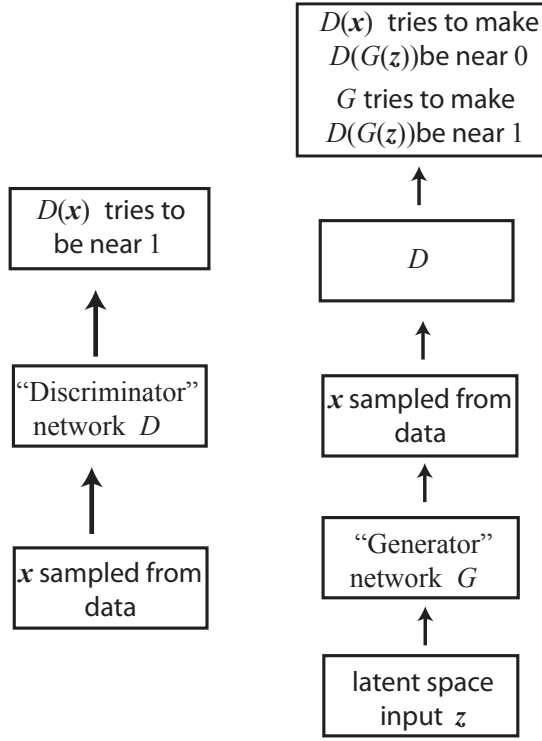 D(x) tries to
be near 1
“Discriminator”
network D
x sampled from
data
D(x) tries to make
D(G(z))be near 0
G tries to make
D(G(z))be near 1
D
x sampled from
data
“Generator”
network G
latent space
input z